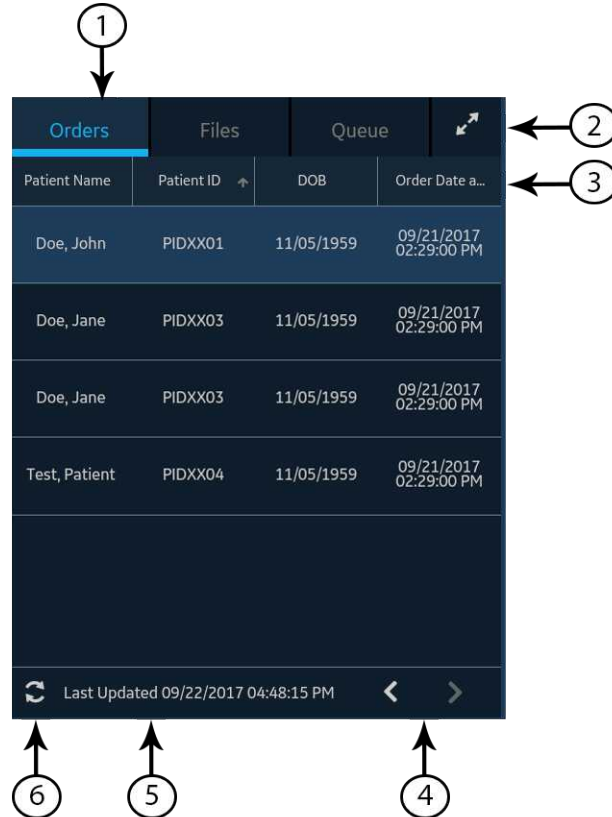 1
Orders Files Queue
2
Patient Name Patient ID DOB Order Date a...
3
Doe, John PIDXX01 11/05/1959 09/21/2017
02:29:00 PM
Doe, Jane PIDXX03 11/05/1959 09/21/2017
02:29:00 PM
Doe, Jane PIDXX03 11/05/1959 09/21/2017
02:29:00 PM
Test, Patient PIDXX04 11/05/1959 09/21/2017
02:29:00 PM
Last Updated 09/22/2017 04:48:15 PM
6 5 4